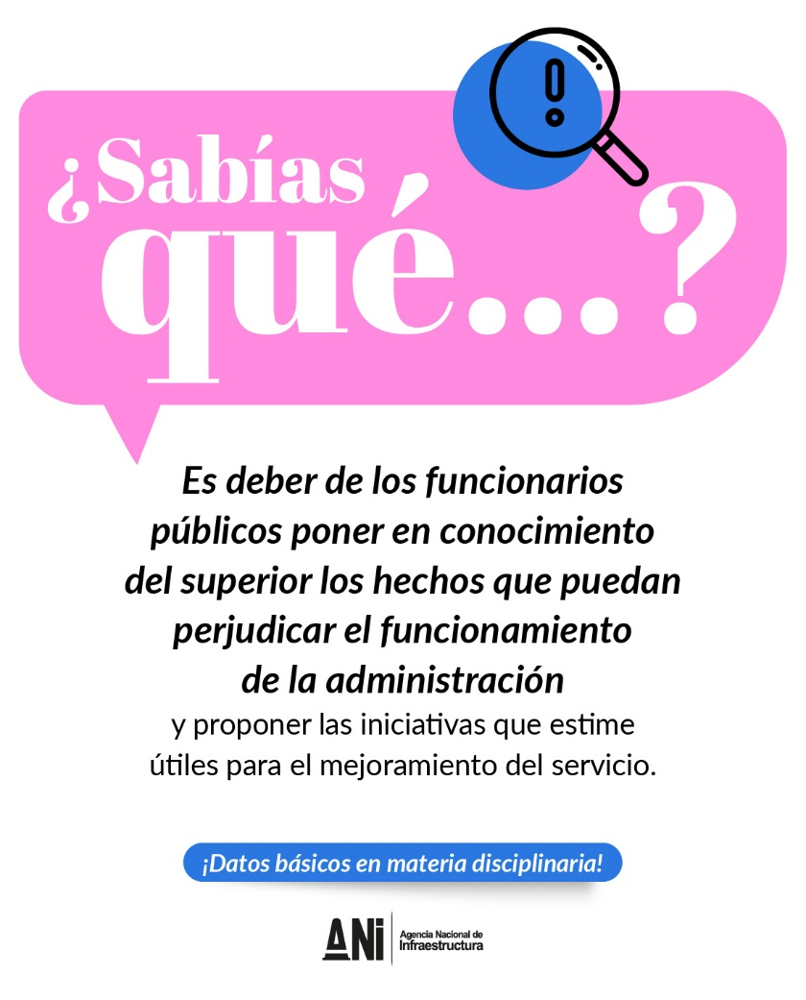 ¿Sabías
qué...?
Es deber de los funcionarios
públicos poner en conocimiento
del superior los hechos que puedan
perjudicar el funcionamiento
de la administración
y proponer las iniciativas que estime
útiles para el mejoramiento del servicio.
¡Datos básicos en materia disciplinaria!
ANi
Agencia Nacional de
Infraestructura